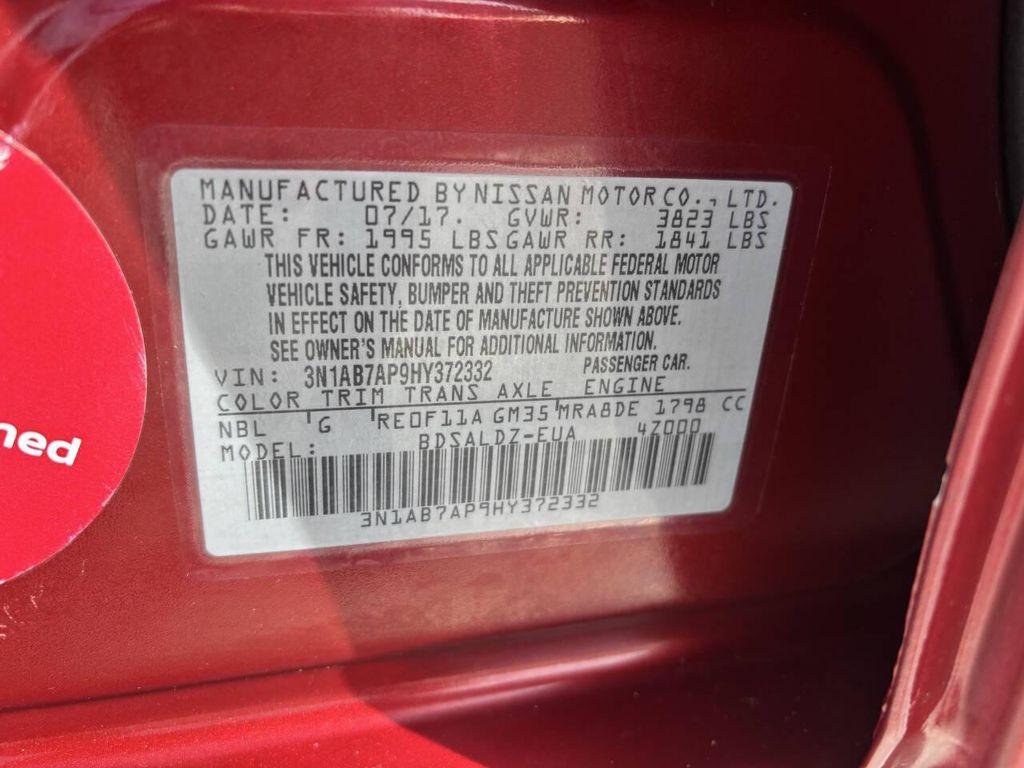 MANUFACTURED BY NISSAN MOTOR CO., LTD.
DATE: 07/17. GVWR: 3823 LBS
GAWR FR: 1995 LBS GAWR RR: 1841 LBS
THIS VEHICLE CONFORMS TO ALL APPLICABLE FEDERAL MOTOR
VEHICLE SAFETY, BUMPER AND THEFT PREVENTION STANDARDS
IN EFFECT ON THE DATE OF MANUFACTURE SHOWN ABOVE.
SEE OWNER'S MANUAL FOR ADDITIONAL INFORMATION.
VIN: 3N1AB7AP9HY372332 PASSENGER CAR.
COLOR TRIM TRANS AXLE ENGINE
NBL G RE0F11A GM35 MRA8DE 1798 CC
MODEL: BDSALDZ-EUA 4Z000
3N1AB7AP9HY372332
ned